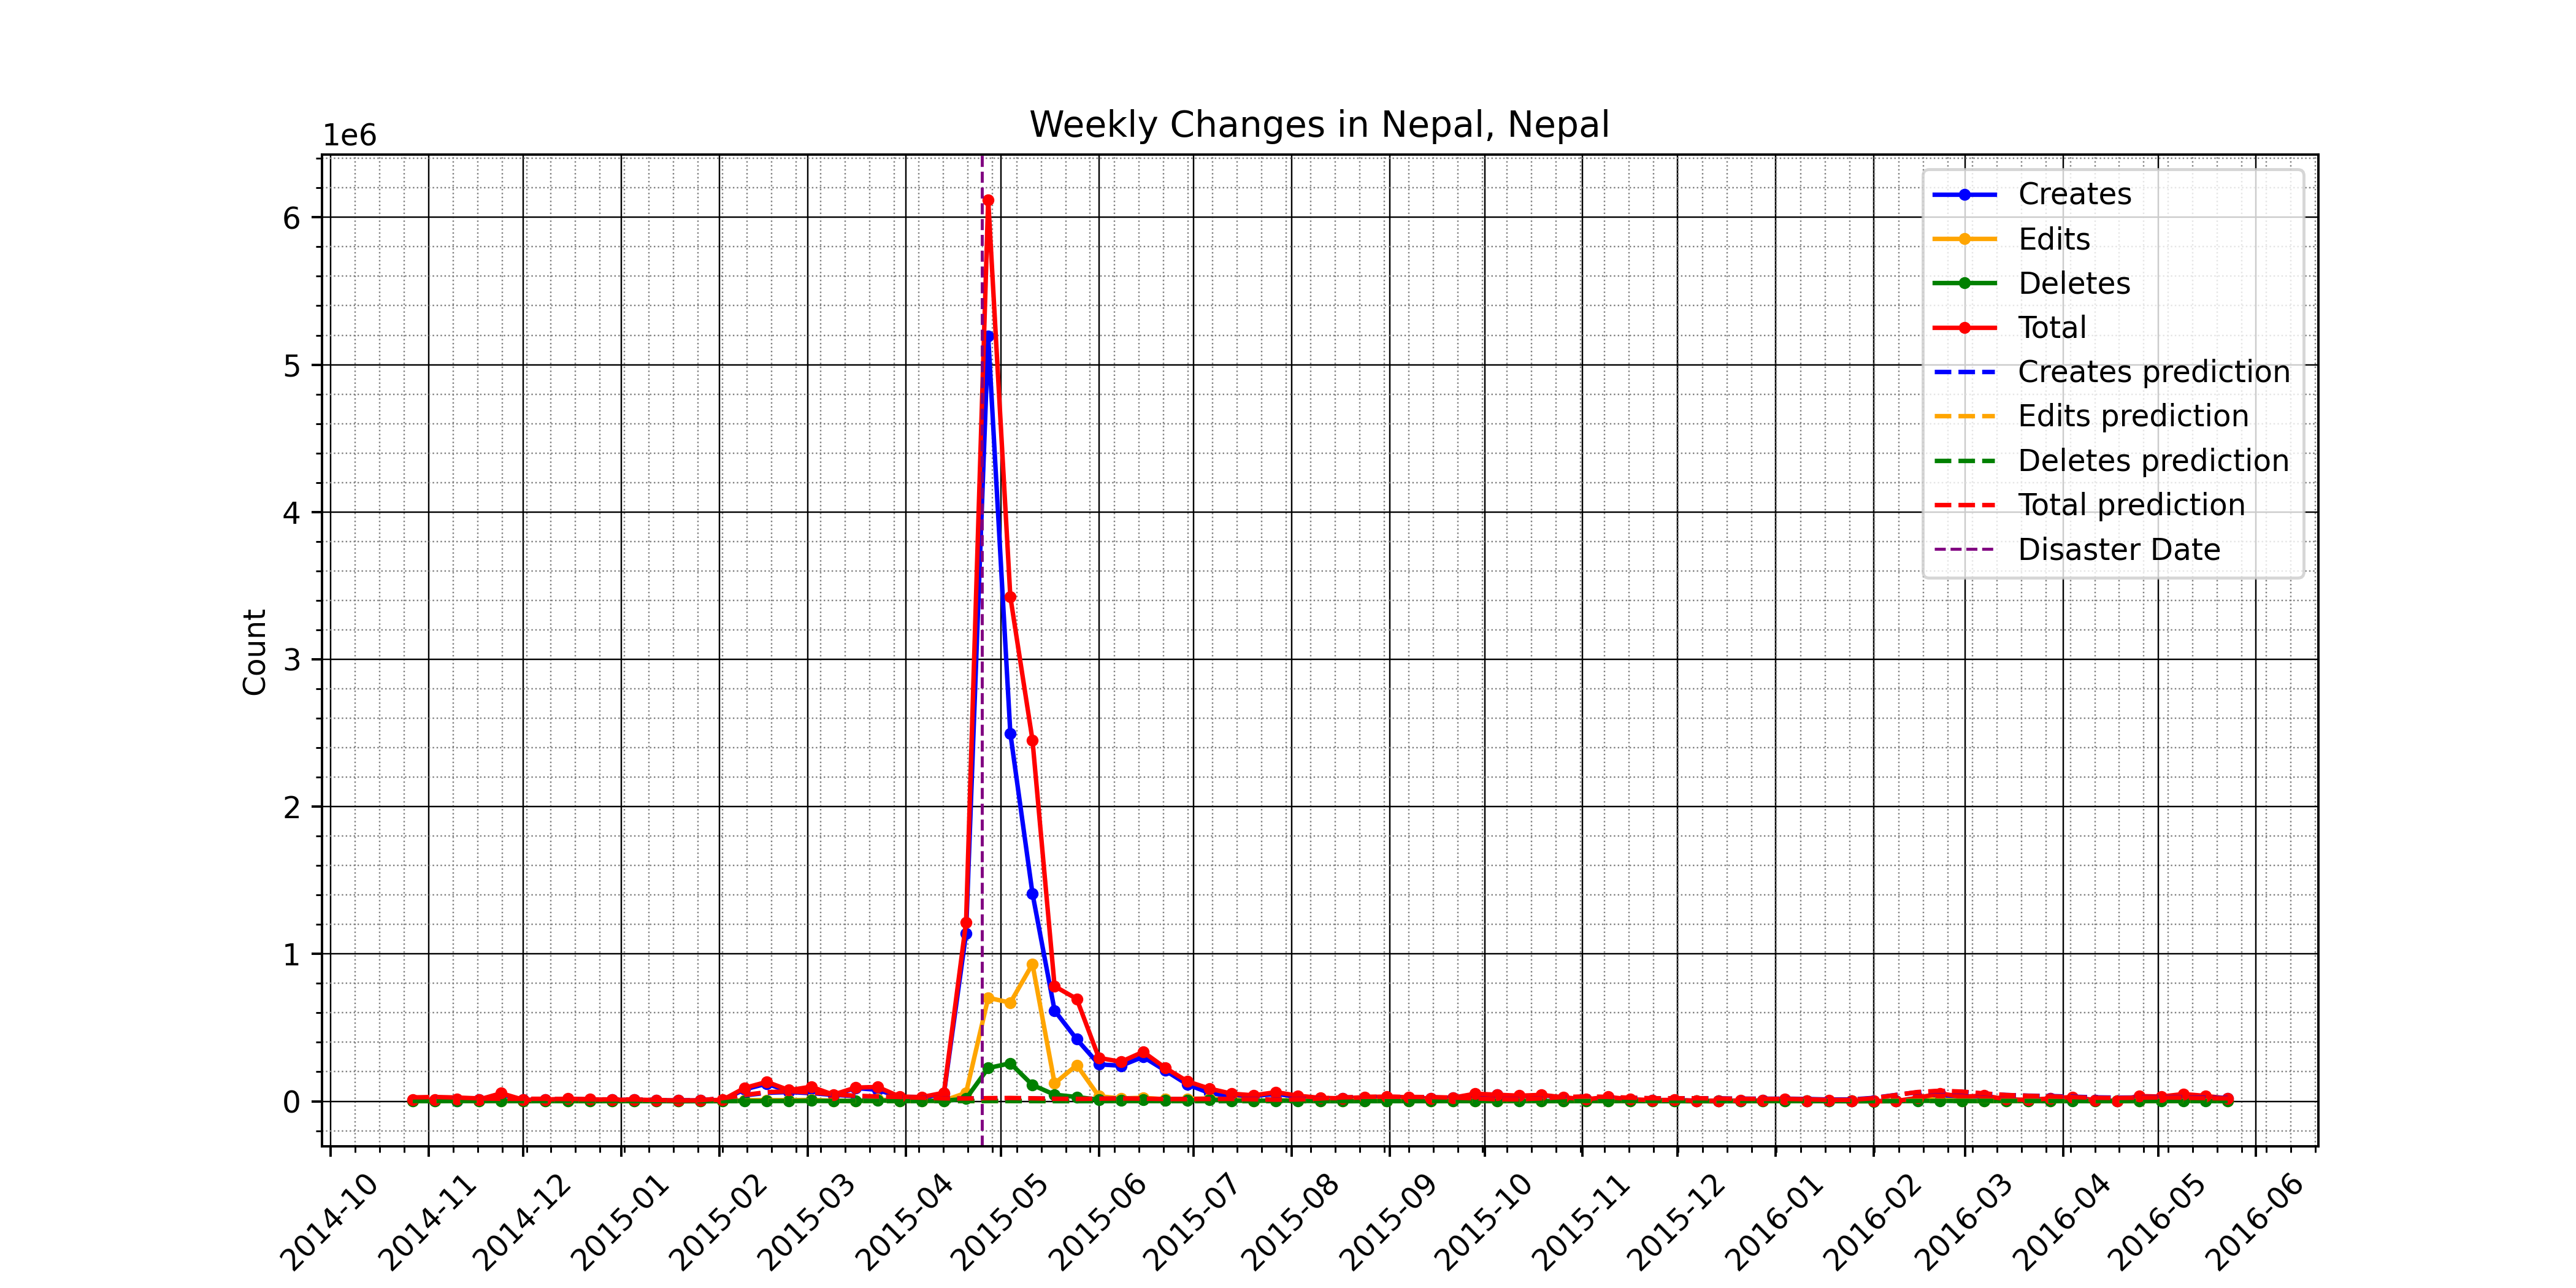 Weekly Changes in Nepal, Nepal
1e6
6
5
4
3
2
1
0
Count
Creates
Edits
Deletes
Total
Creates prediction
Edits prediction
Deletes prediction
Total prediction
Disaster Date
2014-10
2014-11
2014-12
2015-01
2015-02
2015-03
2015-04
2015-05
2015-06
2015-07
2015-08
2015-09
2015-10
2015-11
2015-12
2016-01
2016-02
2016-03
2016-04
2016-05
2016-06